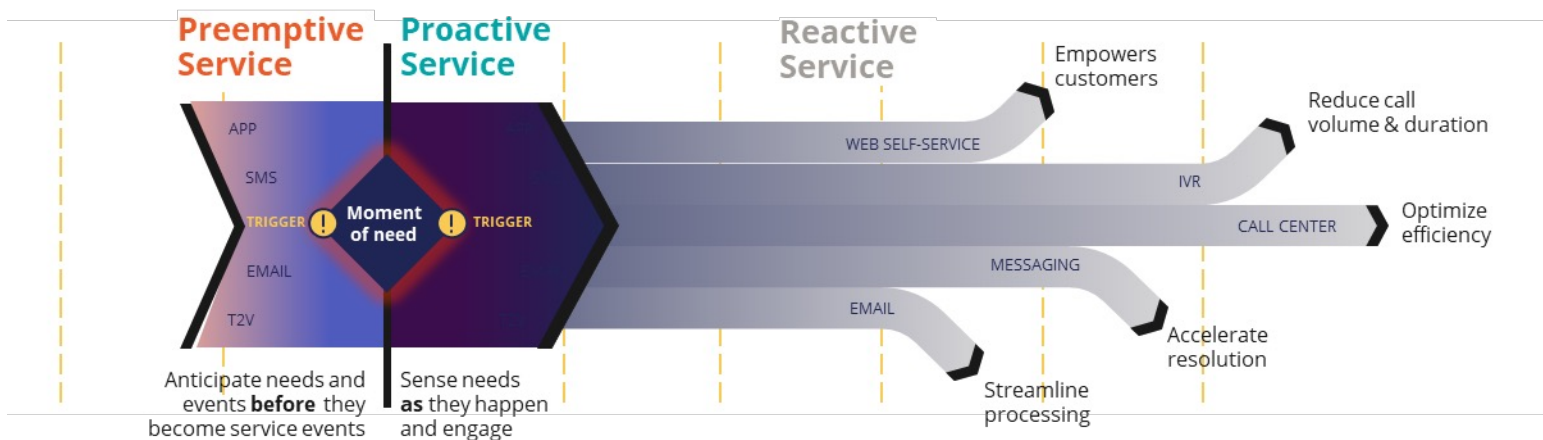 Preemptive
Service
Proactive
Service
Reactive
Service
Empowers
customers
Reduce call
volume & duration
APP
WEB SELF-SERVICE
SMS
IVR
TRIGGER
!
Moment
of need
!
TRIGGER
CALL CENTER
Optimize
efficiency
EMAIL
MESSAGING
T2V
EMAIL
Accelerate
resolution
Streamline
processing
Anticipate needs and
events before they
become service events
Sense needs
as they happen
and engage